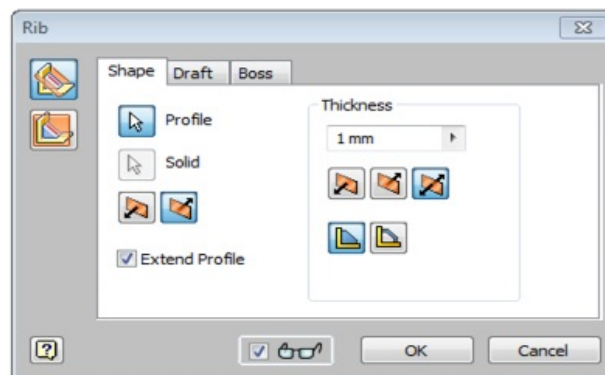 Rib
Shape Draft Boss
Profile
Solid
Extend Profile
Thickness
1 mm
OK
Cancel